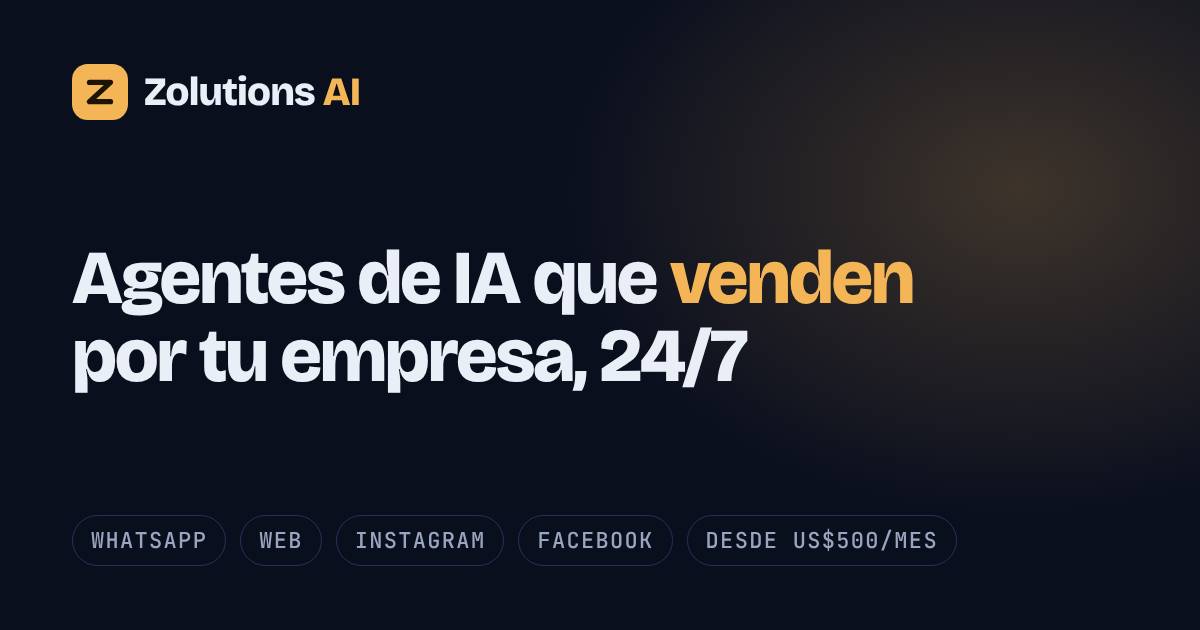 Z
Zolutions AI
Agentes de IA que venden
por tu empresa, 24/7
WHATSAPP WEB INSTAGRAM FACEBOOK DESDE US$500/MES